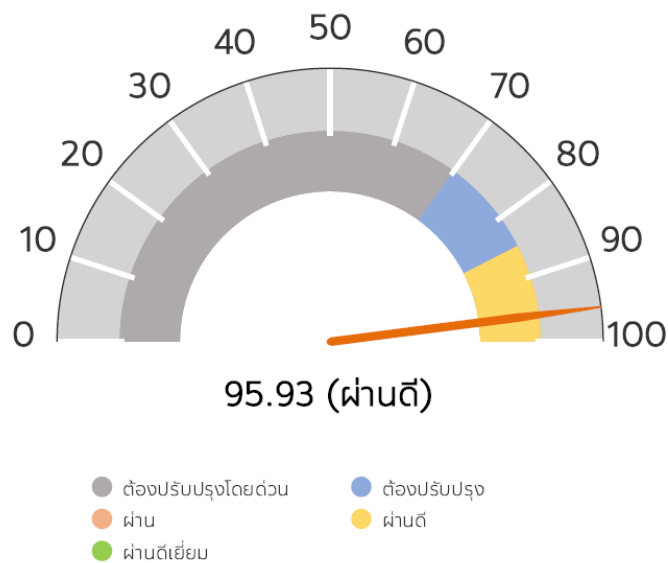 50
40
60
30
70
20
80
10
90
0
100
95.93 (ผ่านดี)
ต้องปรับปรุงโดยด่วน
ต้องปรับปรุง
ผ่าน
ผ่านดี
ผ่านดีเยี่ยม